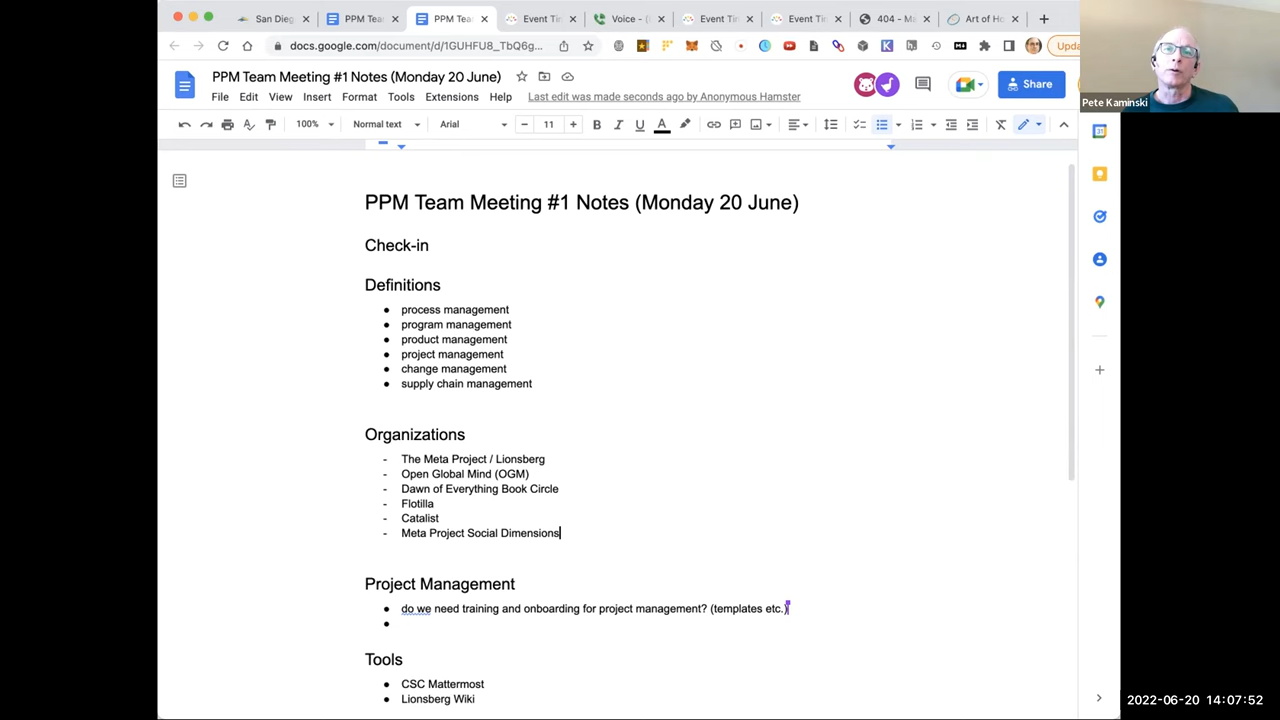 San Dieg
PPM Tea
PPM Tea
Event Tin
Voice - (
Event Tin
Event Tin
404 - Ma
Art of Ho
docs.google.com/document/d/1GUHFU8_TbQ6g...
Upda
PPM Team Meeting #1 Notes (Monday 20 June)
File Edit View Insert Format Tools Extensions Help Last edit was made seconds ago by Anonymous Hamster
Share
Pete Kaminski
100% Normal text Arial 11
PPM Team Meeting #1 Notes (Monday 20 June)
Check-in
Definitions
● process management
● program management
● product management
● project management
● change management
● supply chain management
Organizations
- The Meta Project / Lionsberg
- Open Global Mind (OGM)
- Dawn of Everything Book Circle
- Flotilla
- Catalist
- Meta Project Social Dimensions
Project Management
● do we need training and onboarding for project management? (templates etc.)
●
Tools
● CSC Mattermost
● Lionsberg Wiki
2022-06-20 14:07:52